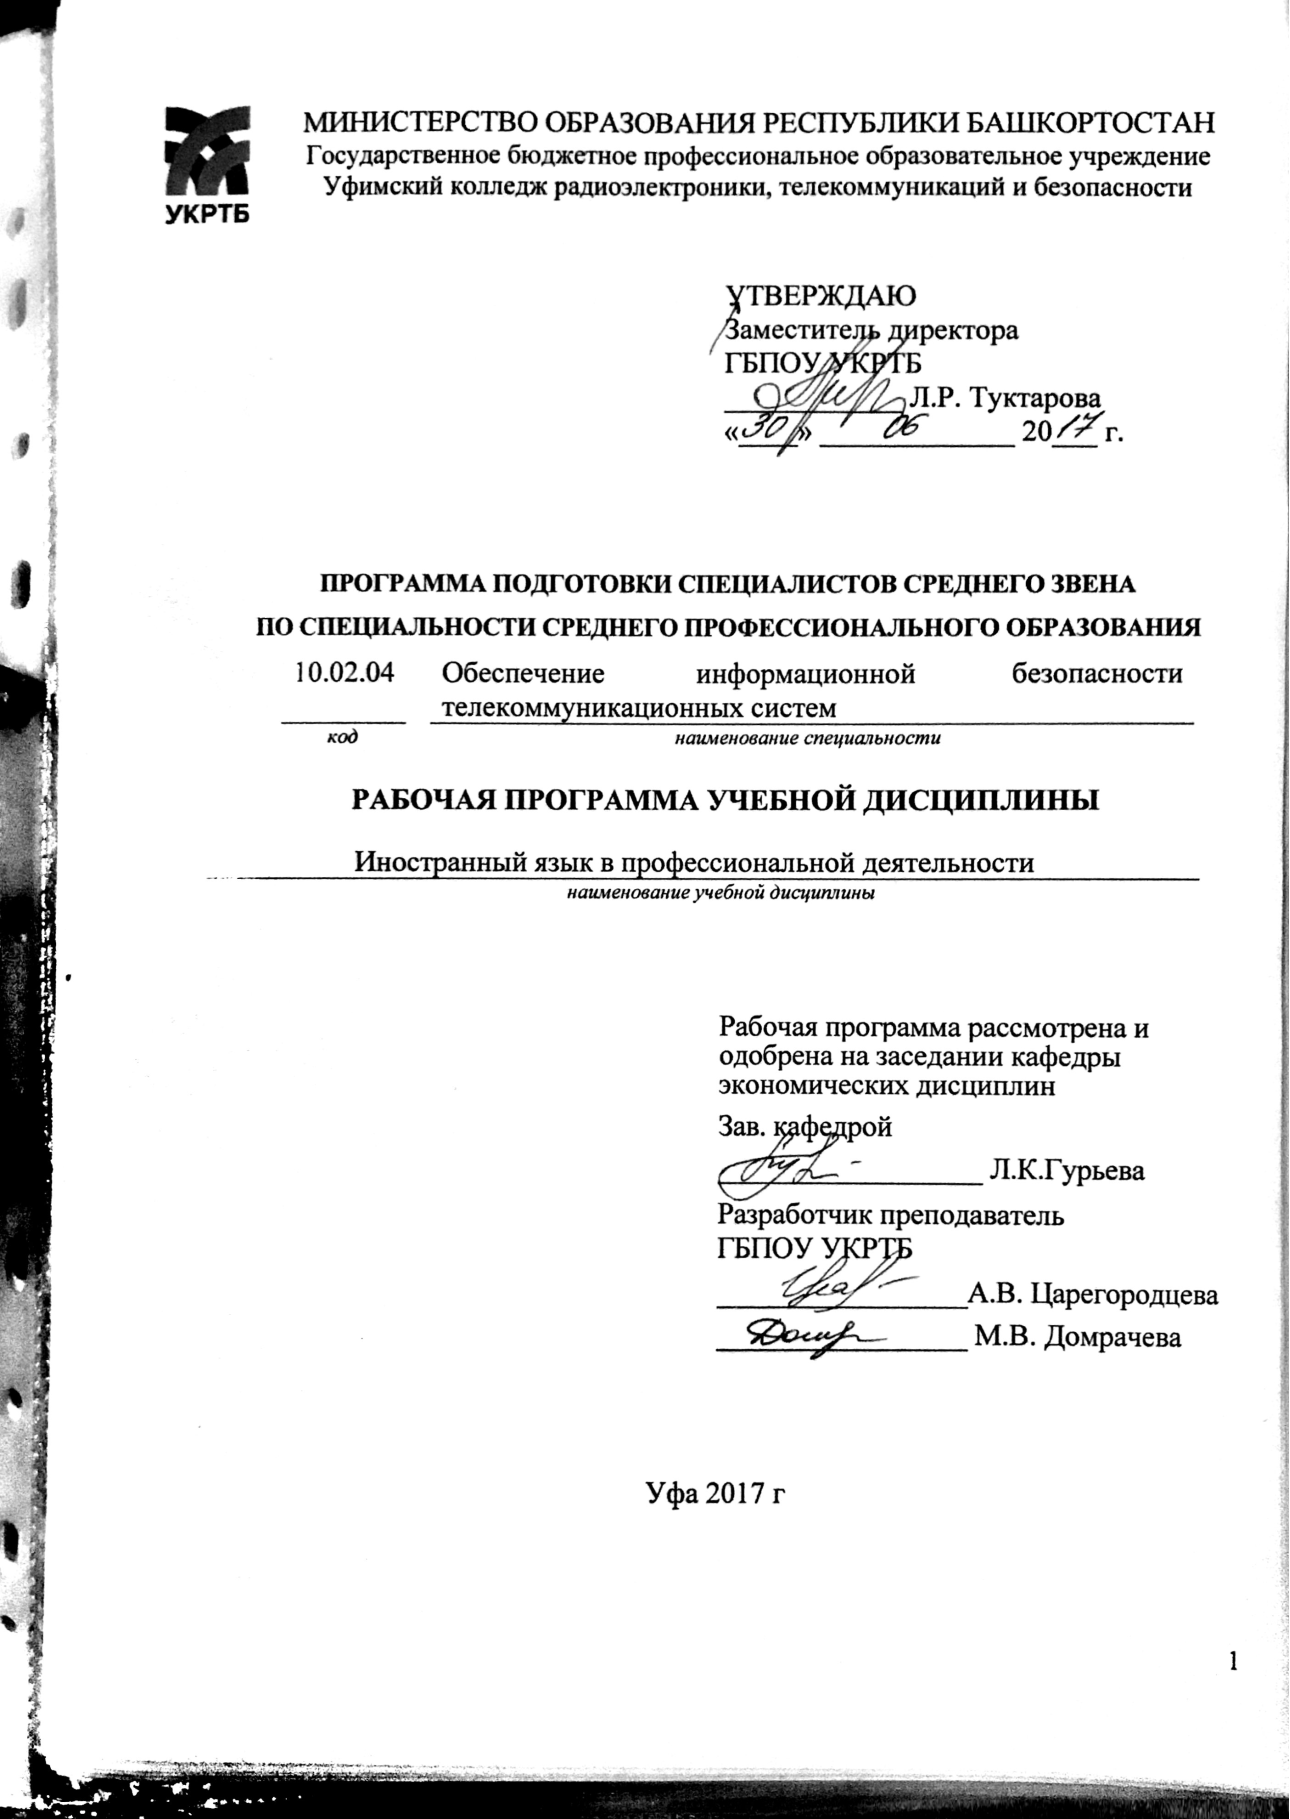 МИНИСТЕРСТВО ОБРАЗОВАНИЯ РЕСПУБЛИКИ БАШКОРТОСТАН
Государственное бюджетное профессиональное образовательное учреждение
Уфимский колледж радиоэлектроники, телекоммуникаций и безопасности
УКРТБ
УТВЕРЖДАЮ
Заместитель директора
ГБПОУ УКРТБ
Л.Р. Туктарова
«30» 06 2017 г.
ПРОГРАММА ПОДГОТОВКИ СПЕЦИАЛИСТОВ СРЕДНЕГО ЗВЕНА
ПО СПЕЦИАЛЬНОСТИ СРЕДНЕГО ПРОФЕССИОНАЛЬНОГО ОБРАЗОВАНИЯ
10.02.04 Обеспечение информационной безопасности
телекоммуникационных систем
код наименование специальности
РАБОЧАЯ ПРОГРАММА УЧЕБНОЙ ДИСЦИПЛИНЫ
Иностранный язык в профессиональной деятельности
наименование учебной дисциплины
Рабочая программа рассмотрена и
одобрена на заседании кафедры
экономических дисциплин
Зав. кафедрой
Л.К.Гурьева
Разработчик преподаватель
ГБПОУ УКРТБ
А.В. Царегородцева
М.В. Домрачева
Уфа 2017 г
1